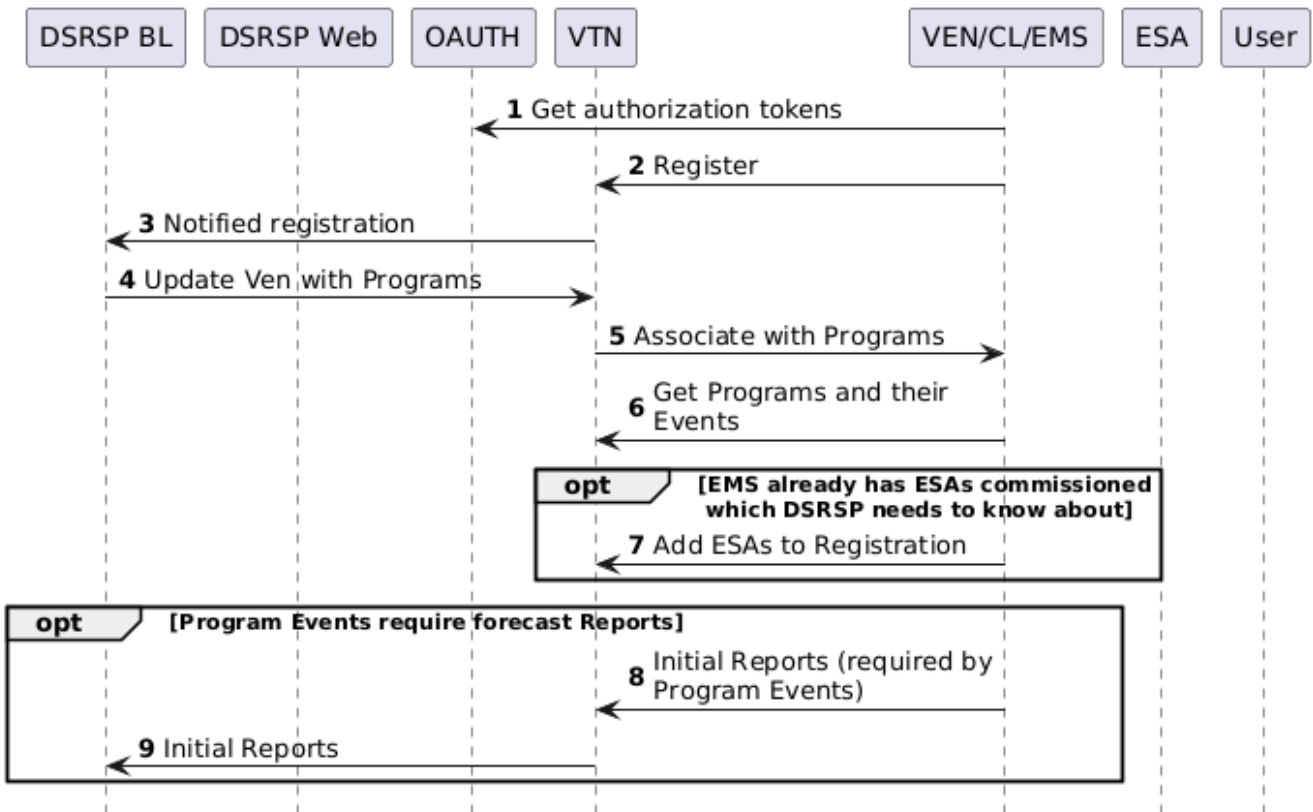 DSRSP BL
DSRSP Web
OAUTH
VTN
VEN/CL/EMS
ESA
User
1 Get authorization tokens
2 Register
3 Notified registration
4 Update Ven with Programs
5 Associate with Programs
6 Get Programs and their
Events
opt [EMS already has ESAs commissioned
which DSRSP needs to know about]
7 Add ESAs to Registration
opt [Program Events require forecast Reports]
8 Initial Reports (required by
Program Events)
9 Initial Reports